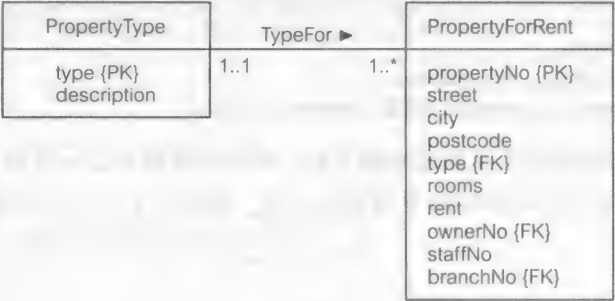 PropertyType
type {PK}
description
TypeFor ►
1..1
1..*
PropertyForRent
propertyNo {PK}
street
city
postcode
type {FK}
rooms
rent
ownerNo {FK}
staffNo
branchNo {FK}